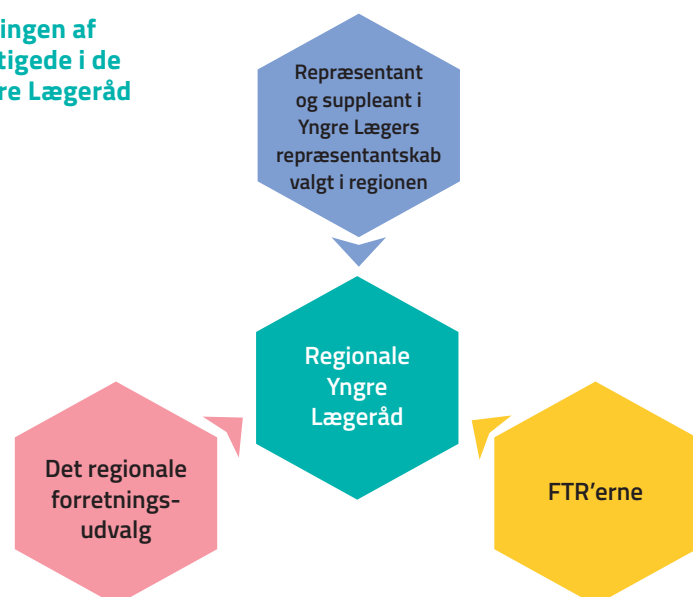 ingen af
tigede i de
re Lægeråd
Repræsentant
og suppleant i
Yngre Lægers
repræsentantskab
valgt i regionen
Regionale
Yngre
Lægeråd
Det regionale
forretnings-
udvalg
FTR'erne